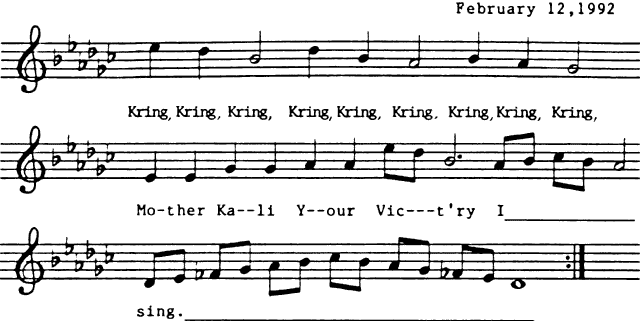 February 12,1992
Kring, Kring, Kring, Kring, Kring, Kring. Kring, Kring, Kring,
Mo-ther Ka--li Y--our Vic---t'ry I
sing.